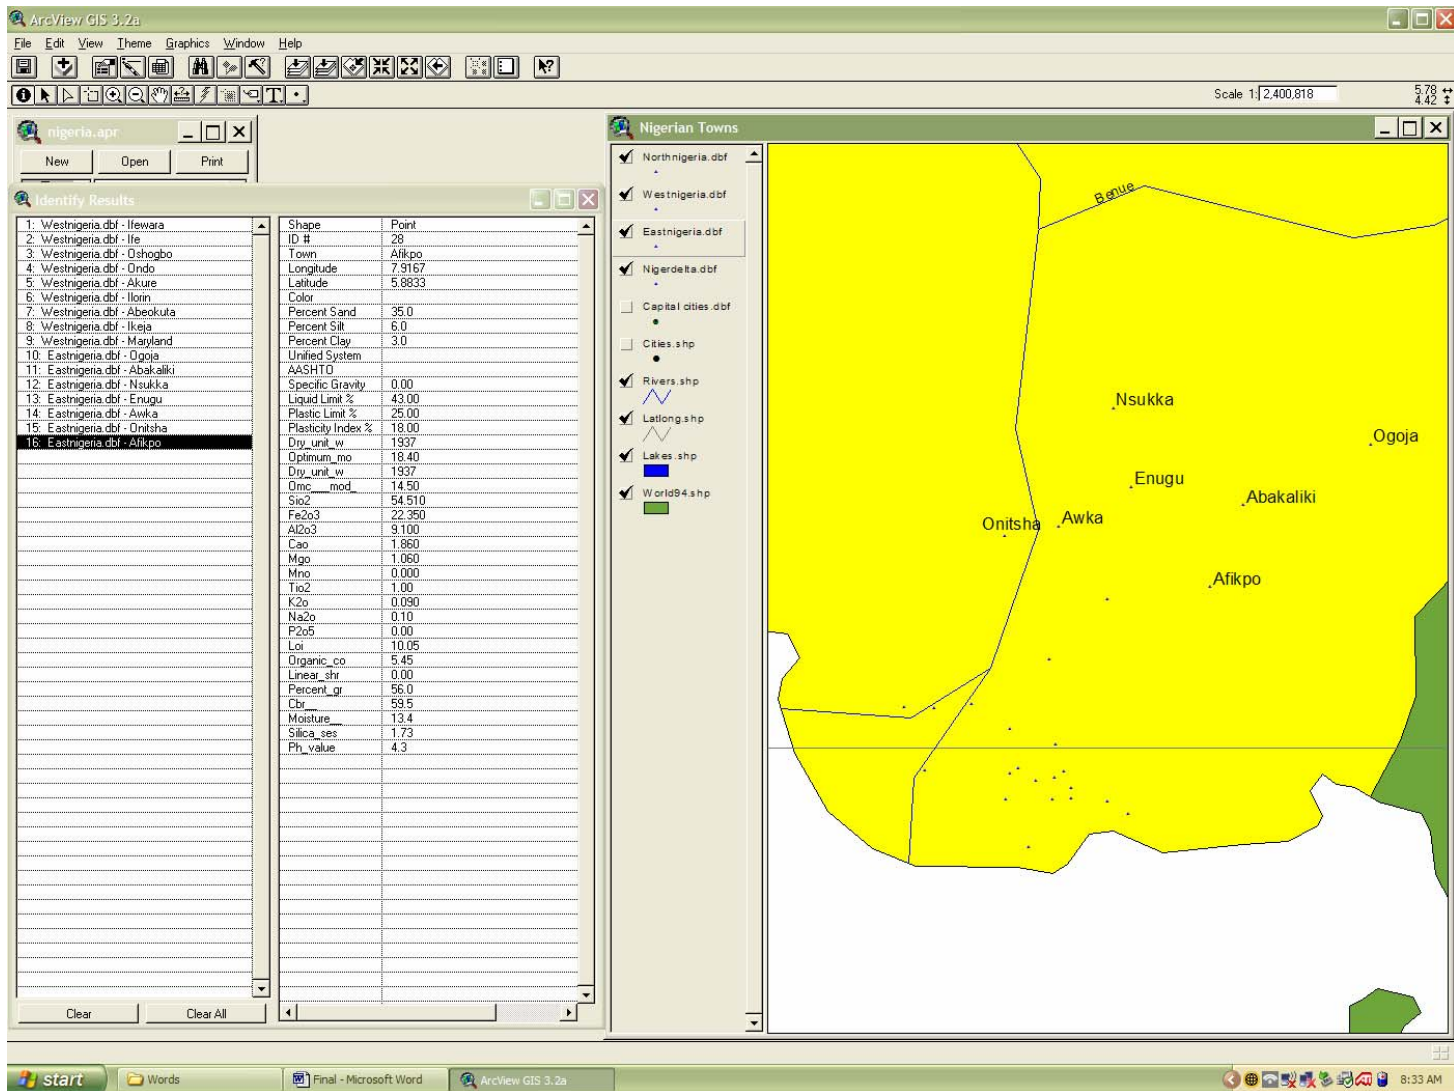 ArcView GIS 3.2a
File Edit View Theme Graphics Window Help
Scale 1: 2,400,818
5.78
4.42
nigeria.apr
New Open Print
Identify Results
1: Westnigeria.dbf - Ifewara
2: Westnigeria.dbf - Ife
3: Westnigeria.dbf - Oshogbo
4: Westnigeria.dbf - Ondo
5: Westnigeria.dbf - Akure
6: Westnigeria.dbf - Ilorin
7: Westnigeria.dbf - Abeokuta
8: Westnigeria.dbf - Ikeja
9: Westnigeria.dbf - Maryland
10: Eastnigeria.dbf - Ogoja
11: Eastnigeria.dbf - Abakaliki
12: Eastnigeria.dbf - Nsukka
13: Eastnigeria.dbf - Enugu
14: Eastnigeria.dbf - Awka
15: Eastnigeria.dbf - Onitsha
16: Eastnigeria.dbf - Afikpo
Clear Clear All
Shape Point
ID # 28
Town Afikpo
Longitude 7.9167
Latitude 5.8833
Color
Percent Sand 35.0
Percent Silt 6.0
Percent Clay 3.0
Unified System
AASHTO
Specific Gravity 0.00
Liquid Limit % 43.00
Plastic Limit % 25.00
Plasticity Index % 18.00
Dry_unit_w 1937
Optimum_mo 18.40
Dry_unit_w 1937
Omc___mod_ 14.50
Sio2 54.510
Fe2o3 22.350
Al2o3 9.100
Cao 1.860
Mgo 1.060
Mno 0.000
Tio2 1.00
K2o 0.090
Na2o 0.10
P2o5 0.00
Loi 10.05
Organic_co 5.45
Linear_shr 0.00
Percent_gr 56.0
Cbr__ 59.5
Moisture__ 13.4
Silica_ses 1.73
Ph_value 4.3
Nigerian Towns
Northnigeria.dbf
Westnigeria.dbf
Eastnigeria.dbf
Nigerdelta.dbf
Capital cities.dbf
Cities.shp
Rivers.shp
Latlong.shp
Lakes.shp
World94.shp
Benue
Nsukka
Ogoja
Enugu
Abakaliki
Onitsha
Awka
Afikpo
start Words Final - Microsoft Word ArcView GIS 3.2a 8:33 AM